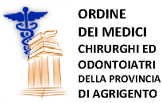 ORDINE
DEI MEDICI
CHIRURGHI ED
ODONTOIATRI
DELLA PROVINCIA
DI AGRIGENTO